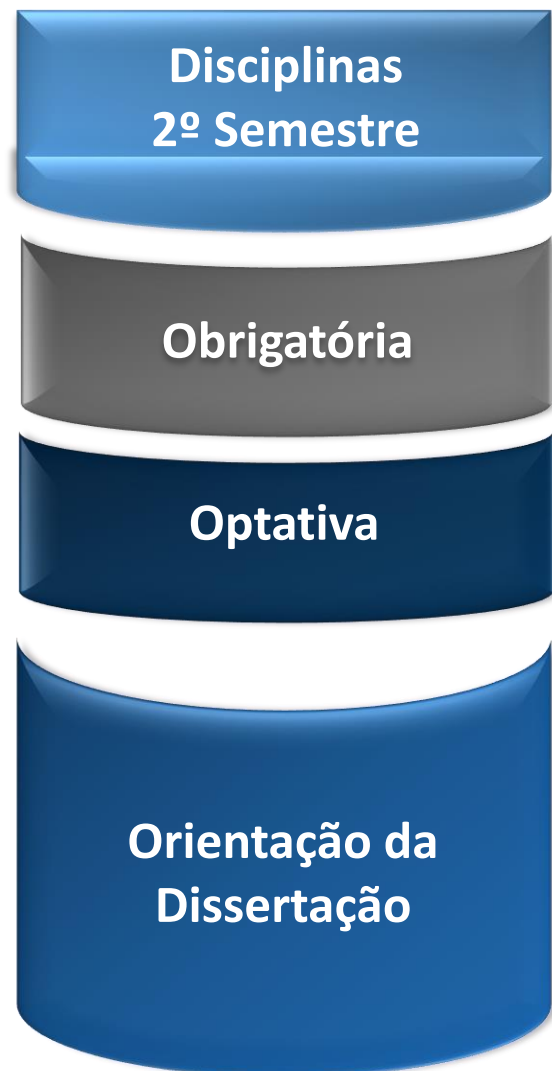 Disciplinas
2º Semestre
Obrigatória
Optativa
Orientação da
Dissertação